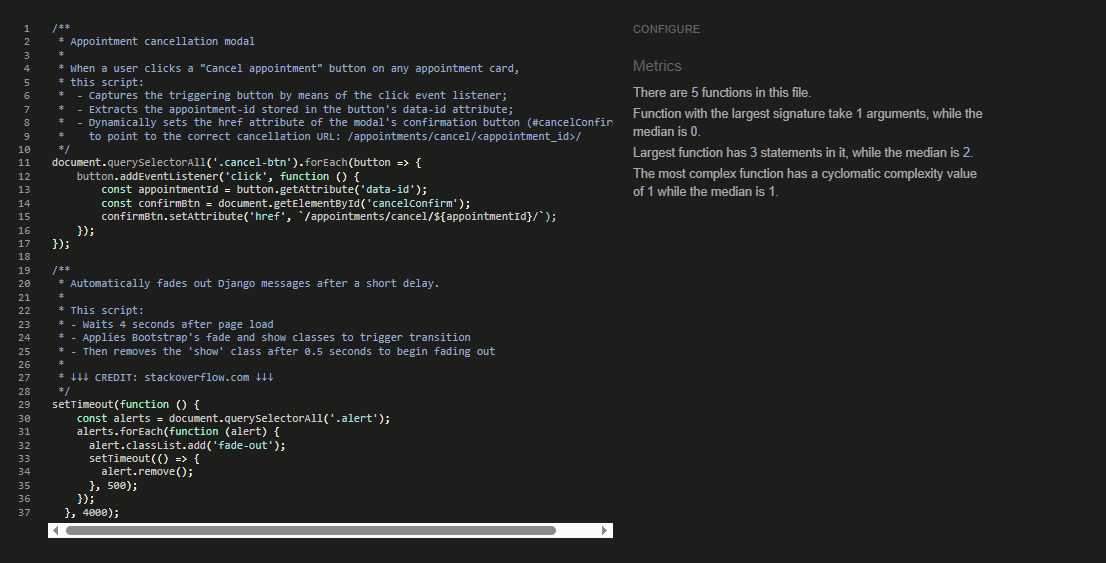 1 /**
2  * Appointment cancellation modal
3  *
4  * When a user clicks a "Cancel appointment" button on any appointment card,
5  * this script:
6  *  - Captures the triggering button by means of the click event listener;
7  *  - Extracts the appointment-id stored in the button's data-id attribute;
8  *  - Dynamically sets the href attribute of the modal's confirmation button (#cancelConfir
9  *    to point to the correct cancellation URL: /appointments/cancel/<appointment_id>/
10  */
11 document.querySelectorAll('.cancel-btn').forEach(button => {
12     button.addEventListener('click', function () {
13         const appointmentId = button.getAttribute('data-id');
14         const confirmBtn = document.getElementById('cancelConfirm');
15         confirmBtn.setAttribute('href', `/appointments/cancel/${appointmentId}/`);
16     });
17 });
18
19 /**
20  * Automatically fades out Django messages after a short delay.
21  *
22  * This script:
23  * - Waits 4 seconds after page load
24  * - Applies Bootstrap's fade and show classes to trigger transition
25  * - Then removes the 'show' class after 0.5 seconds to begin fading out
26  *
27  * ↓↓↓ CREDIT: stackoverflow.com ↓↓↓
28  */
29 setTimeout(function () {
30     const alerts = document.querySelectorAll('.alert');
31     alerts.forEach(function (alert) {
32       alert.classList.add('fade-out');
33       setTimeout(() => {
34         alert.remove();
35       }, 500);
36     });
37   }, 4000);
CONFIGURE
Metrics
There are 5 functions in this file.
Function with the largest signature take 1 arguments, while the
median is 0.
Largest function has 3 statements in it, while the median is 2.
The most complex function has a cyclomatic complexity value
of 1 while the median is 1.